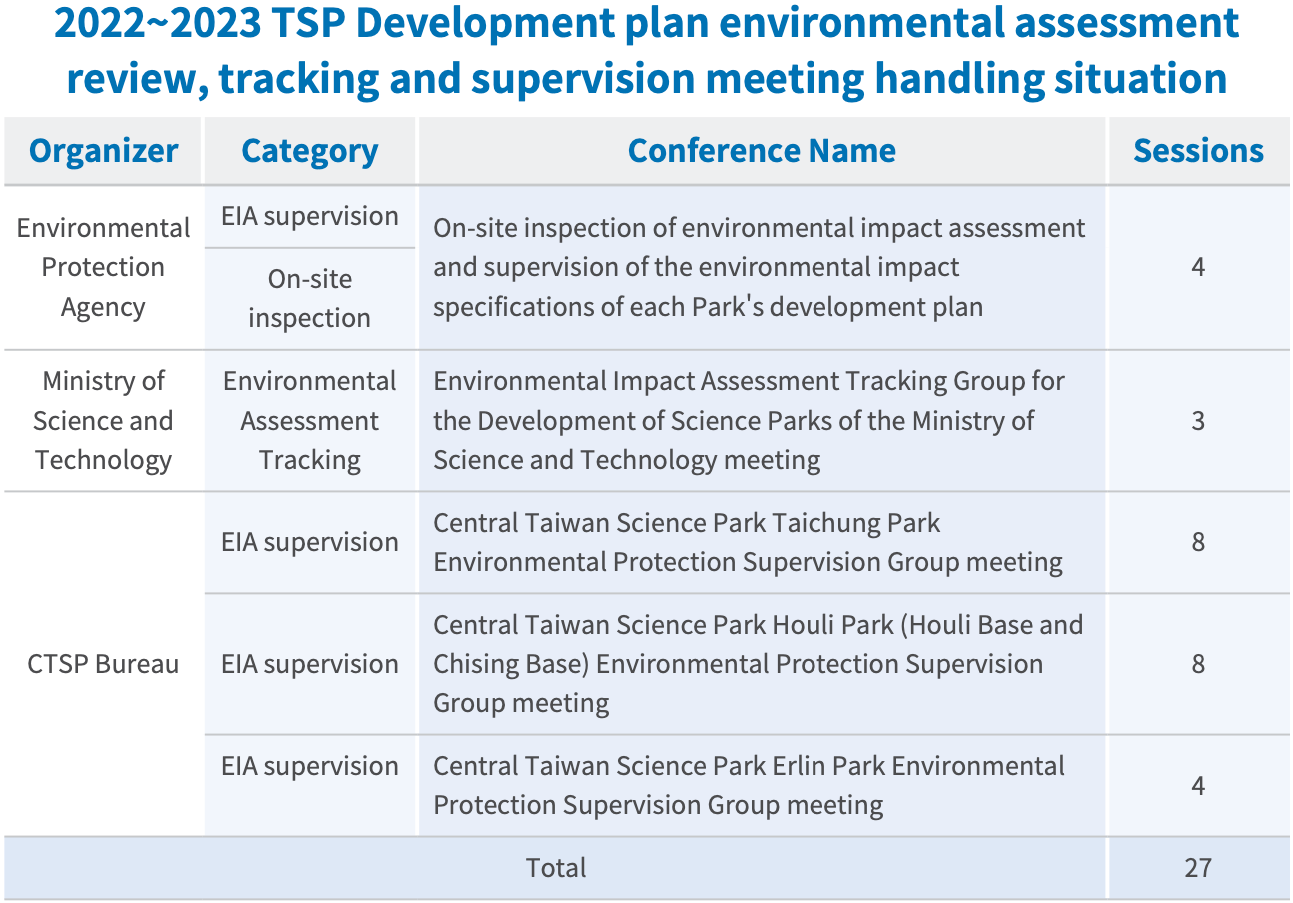 2022~2023 TSP Development plan environmental assessment
review, tracking and supervision meeting handling situation
Organizer Category Conference Name Sessions
Environmental
Protection
Agency
EIA supervision
On-site
inspection
On-site inspection of environmental impact assessment
and supervision of the environmental impact
specifications of each Park's development plan
4
Ministry of
Science and
Technology
Environmental
Assessment
Tracking
Environmental Impact Assessment Tracking Group for
the Development of Science Parks of the Ministry of
Science and Technology meeting
3
CTSP Bureau
EIA supervision
Central Taiwan Science Park Taichung Park
Environmental Protection Supervision Group meeting
8
EIA supervision
Central Taiwan Science Park Houli Park (Houli Base and
Chising Base) Environmental Protection Supervision
Group meeting
8
EIA supervision
Central Taiwan Science Park Erlin Park Environmental
Protection Supervision Group meeting
4
Total 27